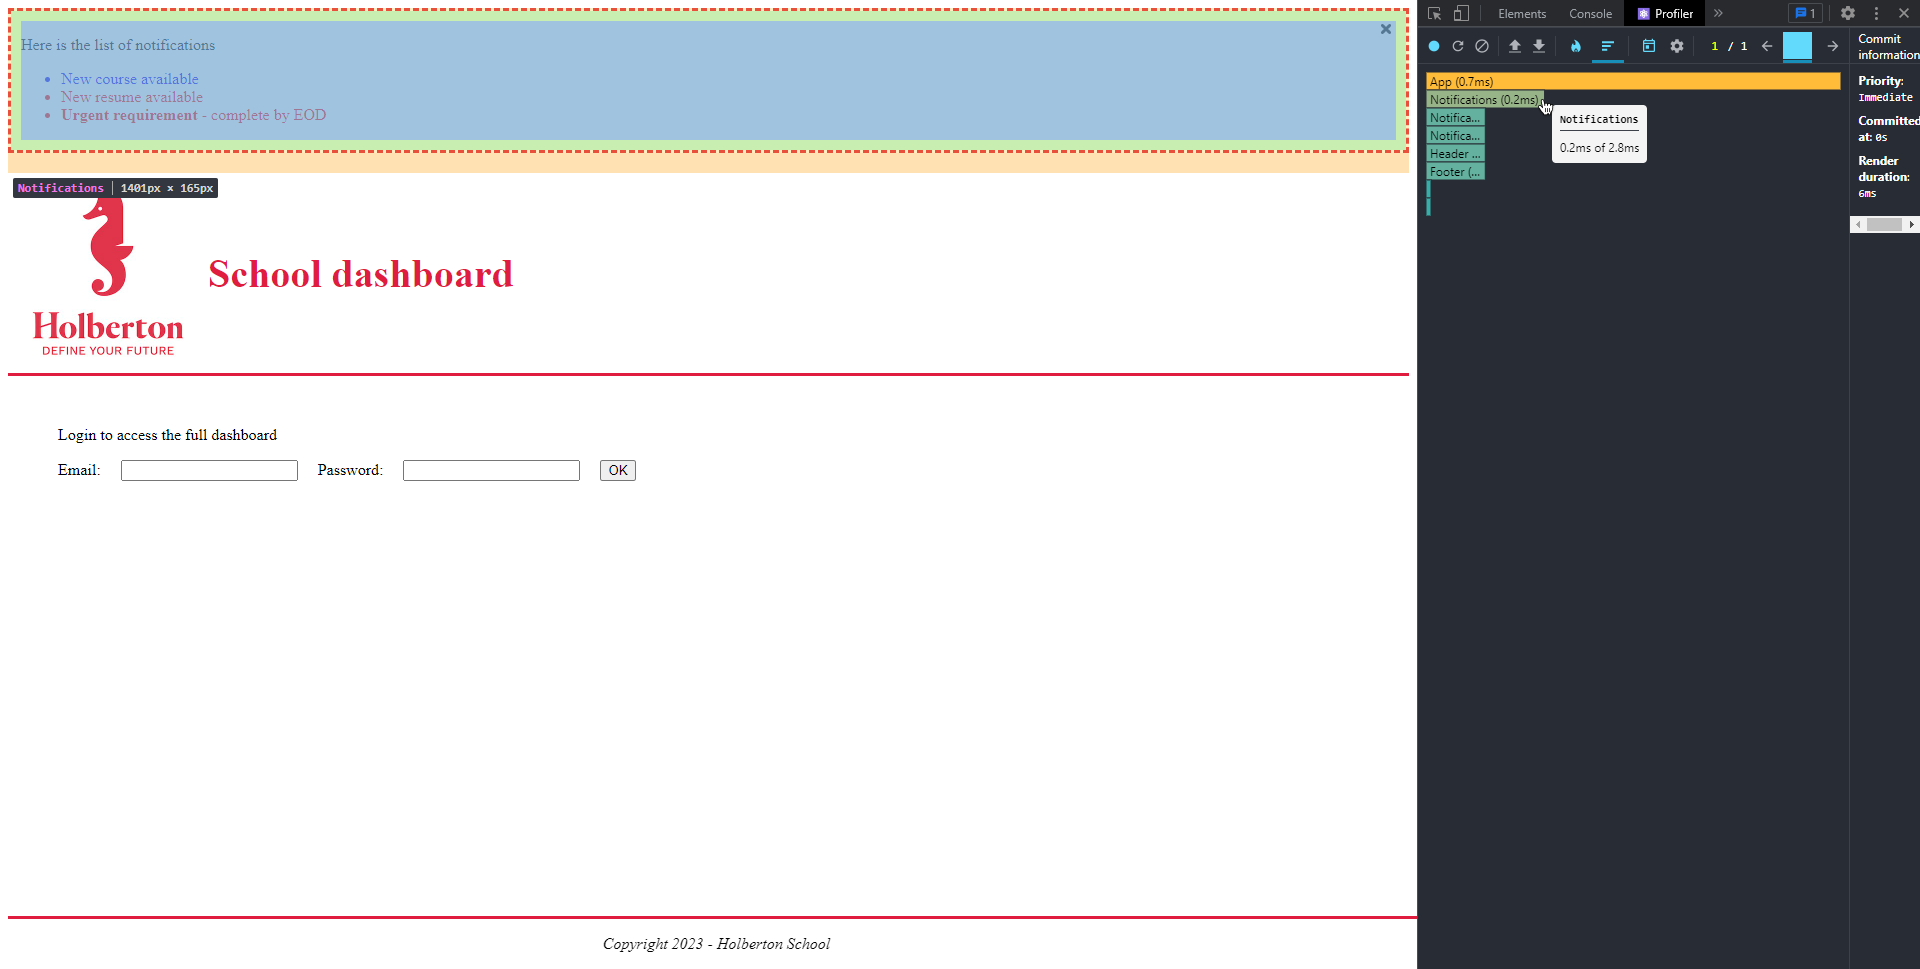 Here is the list of notifications
New course available
New resume available
Urgent requirement - complete by EOD
Notifications | 1401px × 165px
School dashboard
Holberton
DEFINE YOUR FUTURE
Login to access the full dashboard
Email: Password: OK
Copyright 2023 - Holberton School
Elements Console Profiler » 1
1 / 1
App (0.7ms)
Notifications (0.2ms)
Notifica...
Notifica...
Header ...
Footer (...
Notifications
0.2ms of 2.8ms
Commit
information
Priority:
Immediate
Committed
at: 0s
Render
duration:
6ms